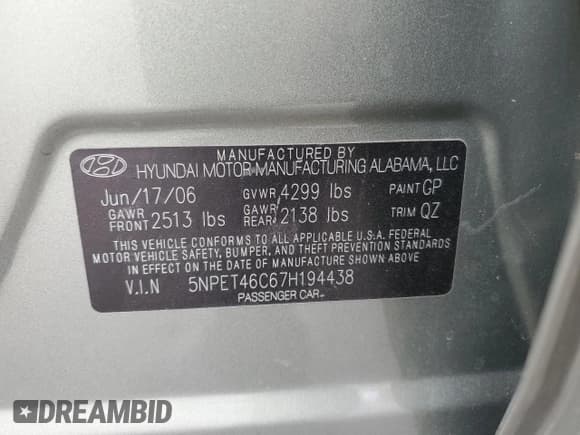 MANUFACTURED BY
HYUNDAI MOTOR MANUFACTURING ALABAMA, LLC
Jun/17/06 GVWR 4299 lbs PAINT GP
GAWR FRONT 2513 lbs GAWR REAR 2138 lbs TRIM QZ
THIS VEHICLE CONFORMS TO ALL APPLICABLE U.S.A. FEDERAL
MOTOR VEHICLE SAFETY, BUMPER, AND THEFT PREVENTION STANDARDS
IN EFFECT ON THE DATE OF MANUFACTURE SHOWN ABOVE
V.I.N 5NPET46C67H194438
PASSENGER CAR
DREAMBID